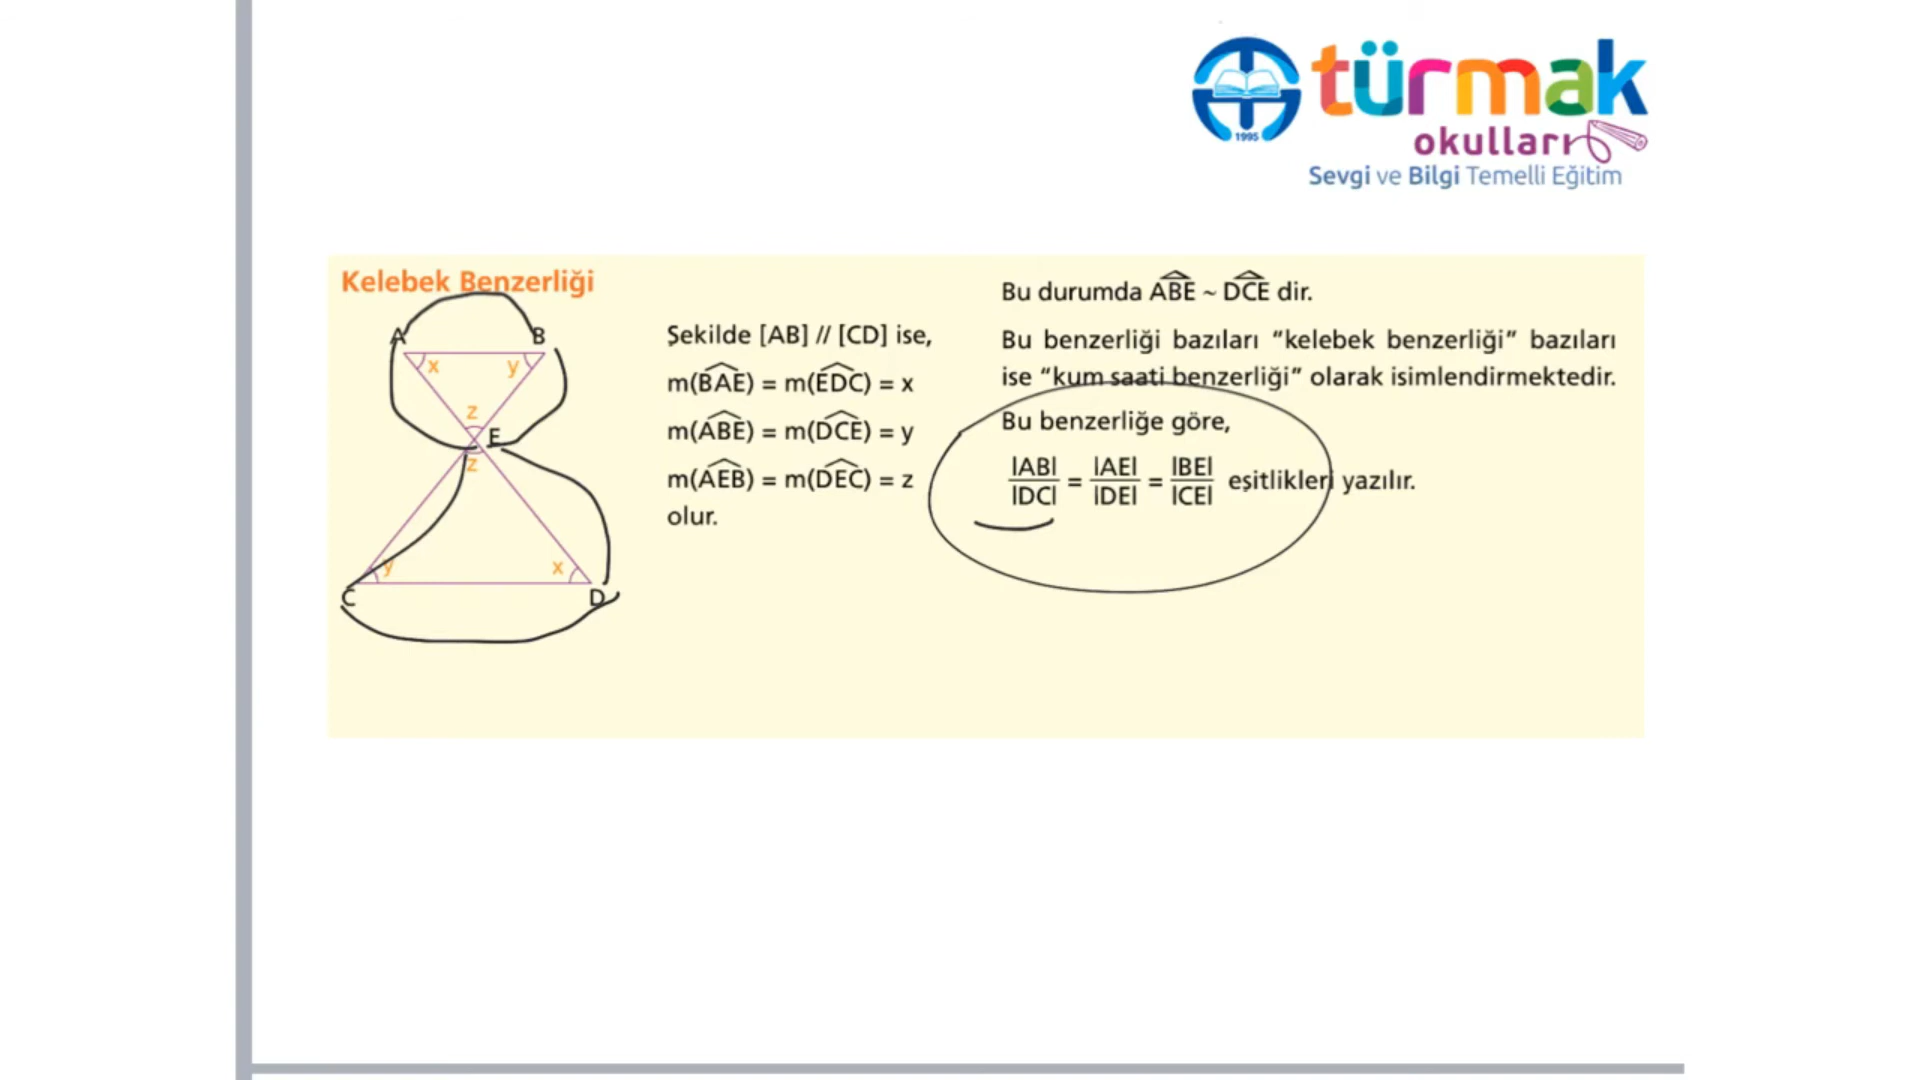 1995
türmak
okulları
Sevgi ve Bilgi Temelli Eğitim
Kelebek Benzerliği
A
B
x
y
z
E
z
y
x
C
D
Şekilde [AB] // [CD] ise,
m(BAE) = m(EDC) = x
m(ABE) = m(DCE) = y
m(AEB) = m(DEC) = z
olur.
Bu durumda ABE ~ DCE dir.
Bu benzerliği bazıları “kelebek benzerliği” bazıları
ise “kum saati benzerliği” olarak isimlendirmektedir.
Bu benzerliğe göre,
|AB|/|DC| = |AE|/|DE| = |BE|/|CE| eşitlikleri yazılır.